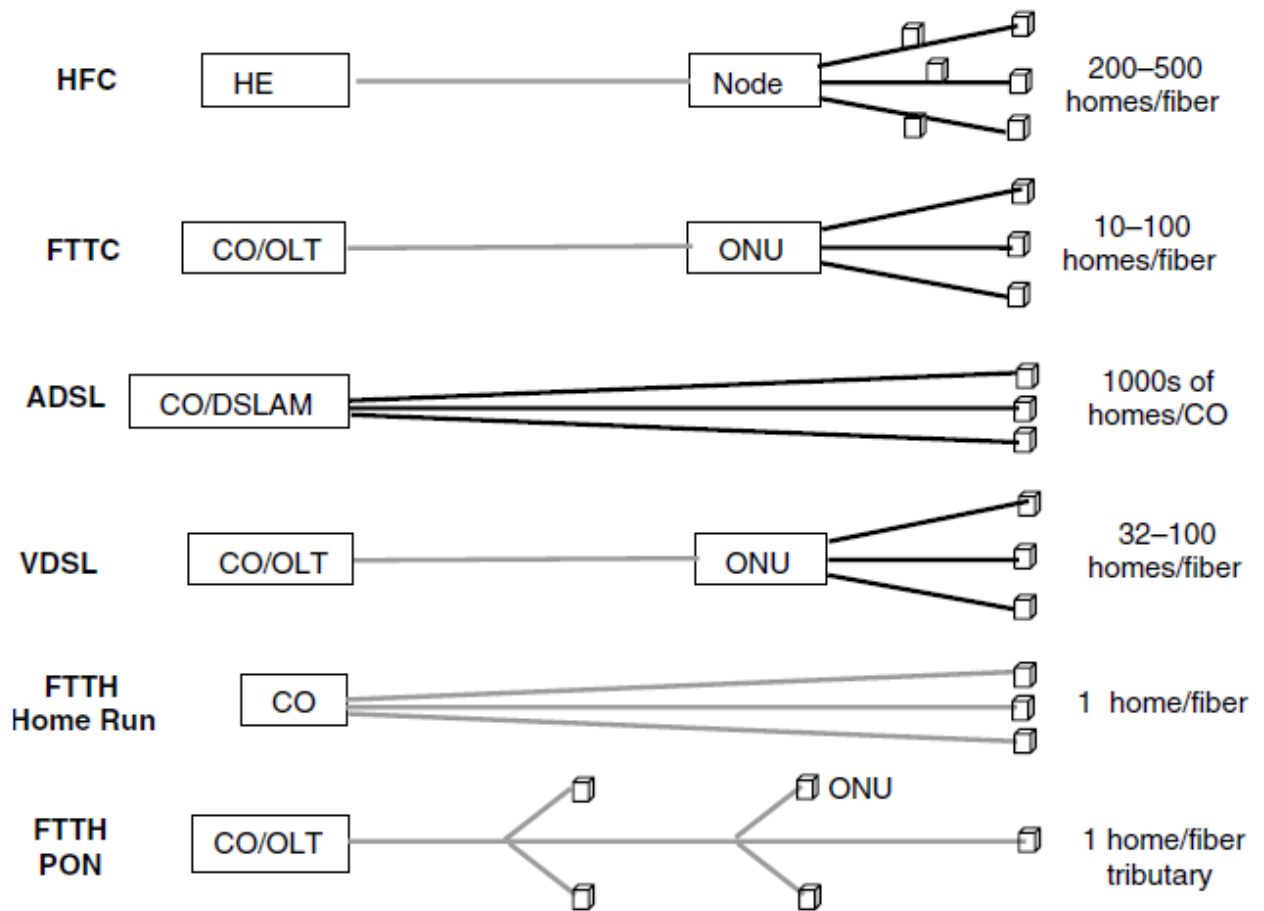 HFC
HE
Node
200–500
homes/fiber
FTTC
CO/OLT
ONU
10–100
homes/fiber
ADSL
CO/DSLAM
1000s of
homes/CO
VDSL
CO/OLT
ONU
32–100
homes/fiber
FTTH
Home Run
CO
1 home/fiber
FTTH
PON
CO/OLT
ONU
1 home/fiber
tributary